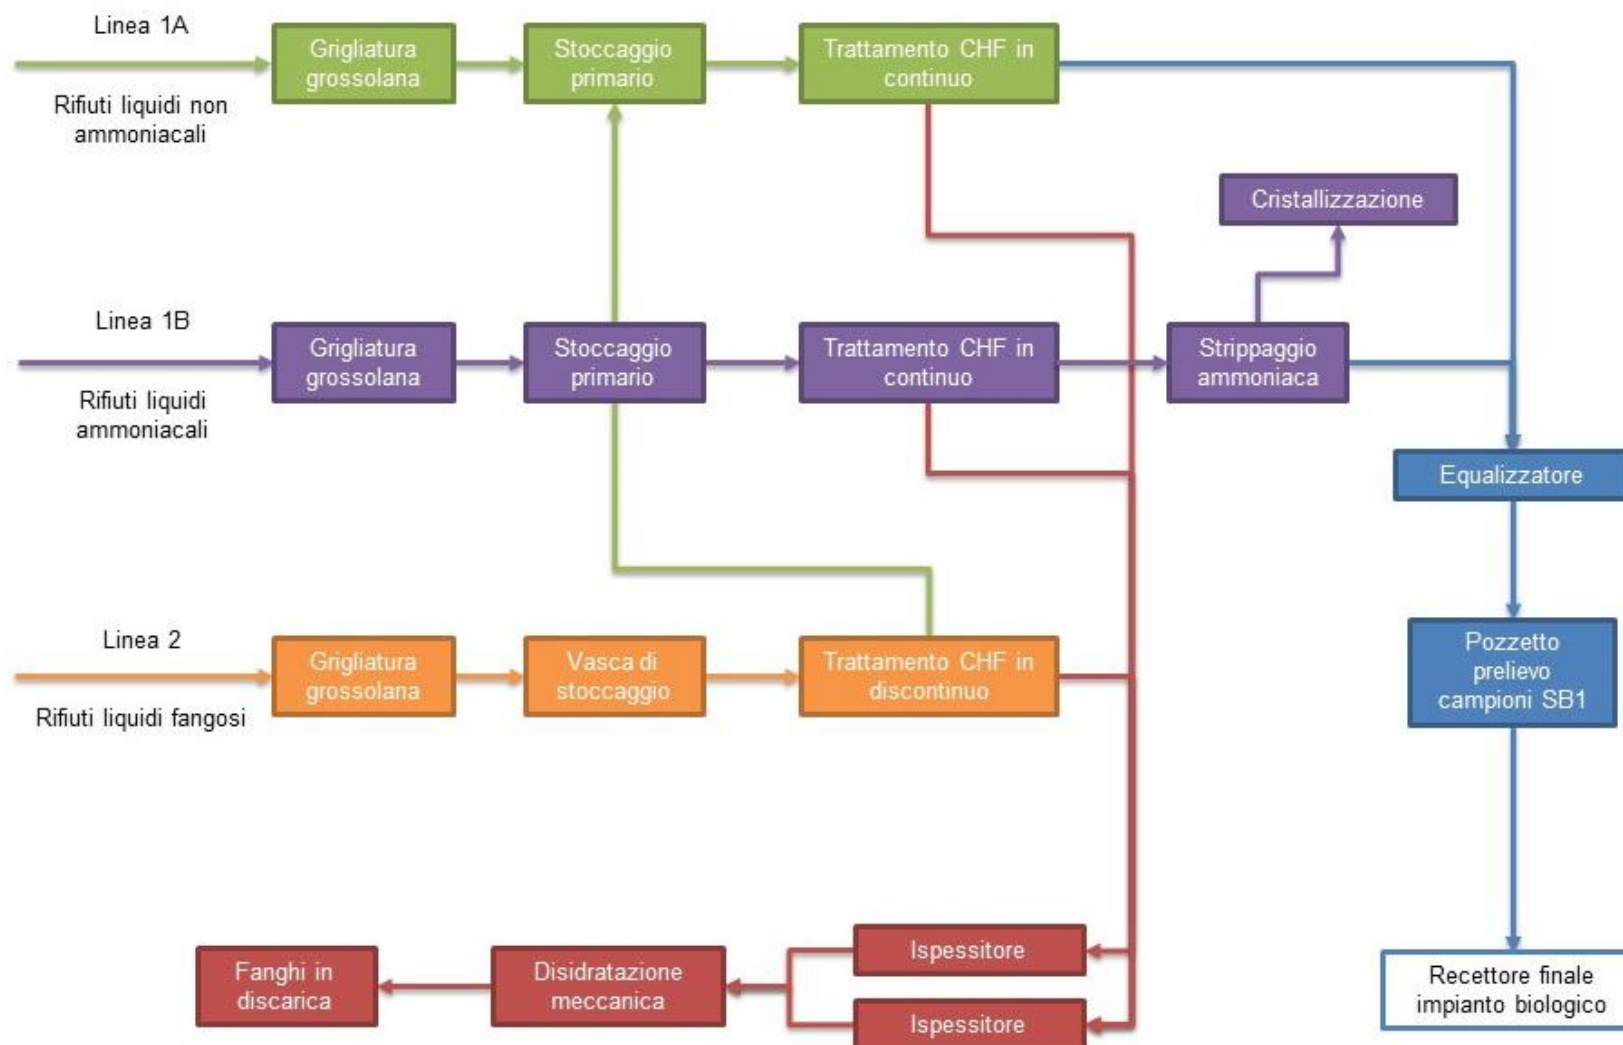 Linea 1A
Rifiuti liquidi non
ammoniacali
Grigliatura
grossolana
Stoccaggio
primario
Trattamento CHF in
continuo
Cristallizzazione
Linea 1B
Rifiuti liquidi
ammoniacali
Grigliatura
grossolana
Stoccaggio
primario
Trattamento CHF in
continuo
Strippaggio
ammoniaca
Equalizzatore
Linea 2
Rifiuti liquidi fangosi
Grigliatura
grossolana
Vasca di
stoccaggio
Trattamento CHF in
discontinuo
Pozzetto
prelievo
campioni SB1
Fanghi in
discarica
Disidratazione
meccanica
Ispessitore
Ispessitore
Recettore finale
impianto biologico